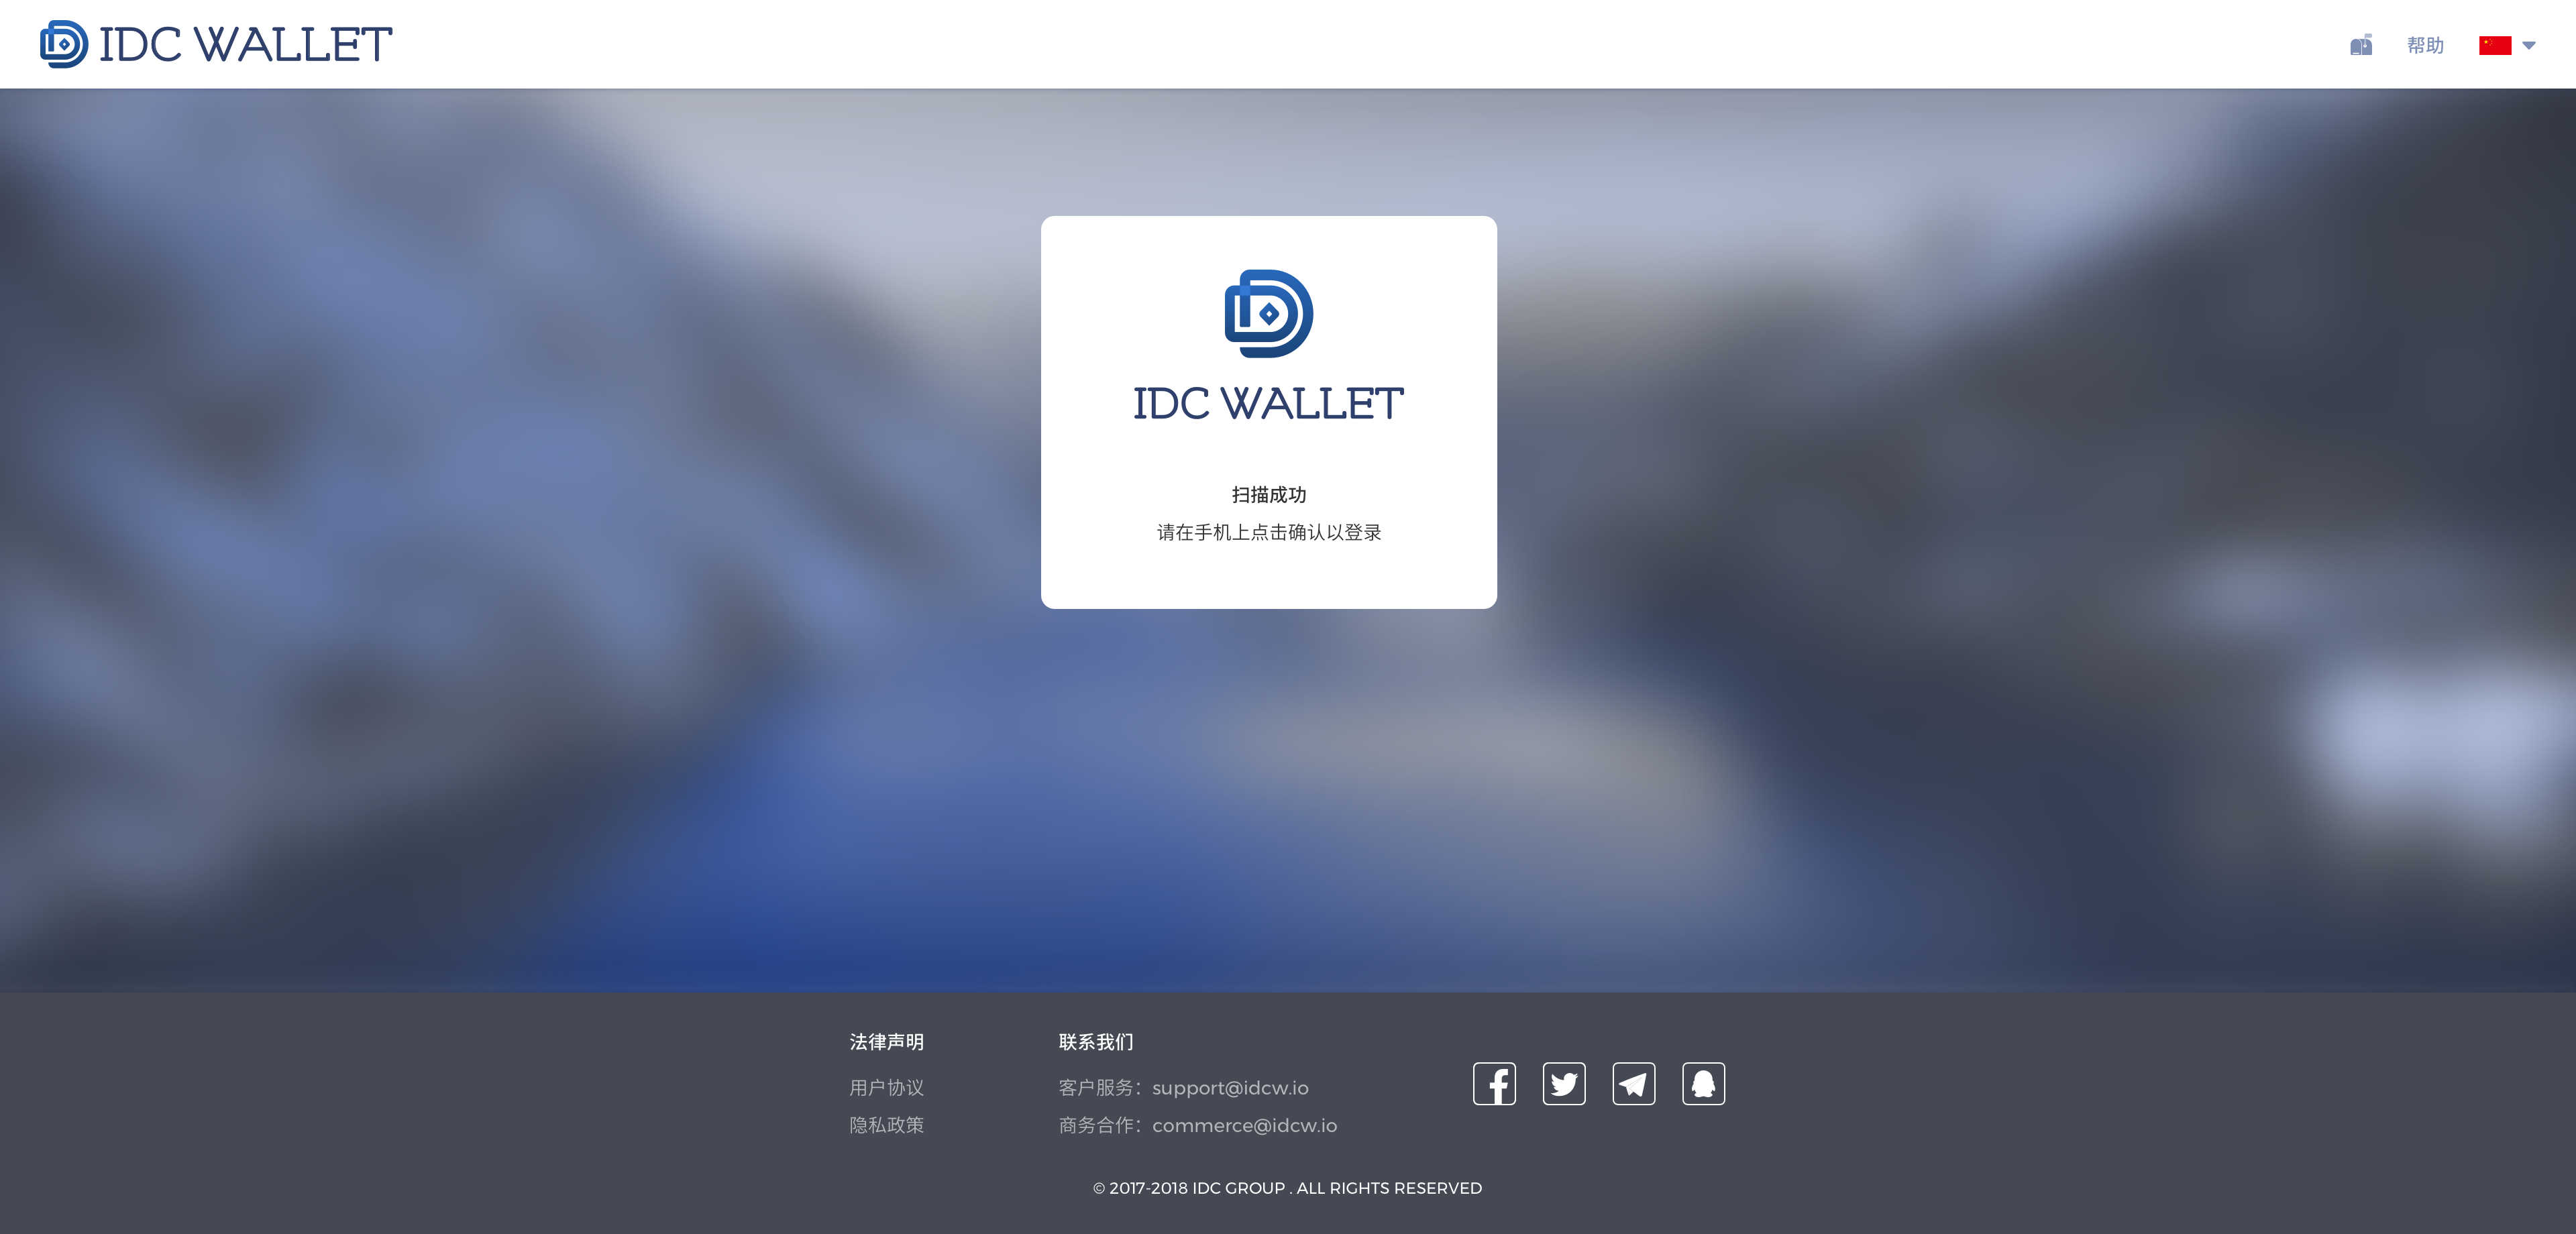 IDC WALLET
帮助
IDC WALLET
扫描成功
请在手机上点击确认以登录
法律声明
用户协议
隐私政策
联系我们
客户服务：support@idcw.io
商务合作：commerce@idcw.io
© 2017-2018 IDC GROUP . ALL RIGHTS RESERVED